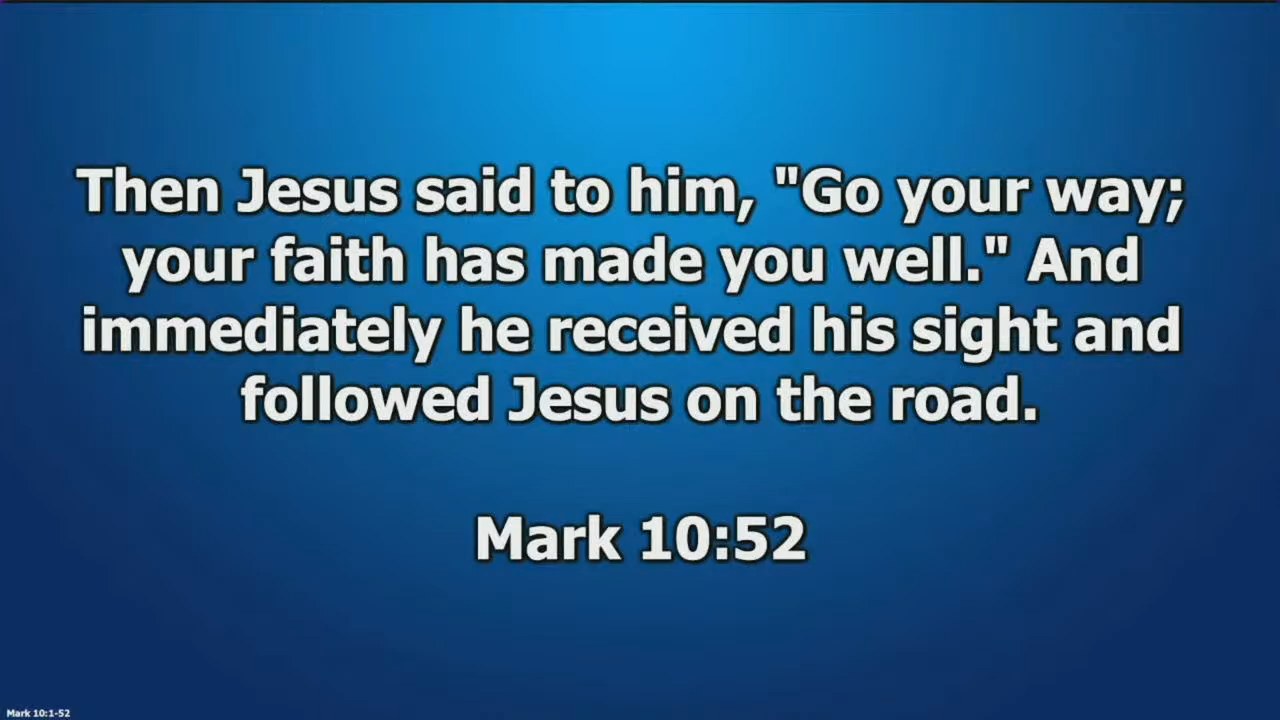 Then Jesus said to him, "Go your way;
your faith has made you well." And
immediately he received his sight and
followed Jesus on the road.
Mark 10:52
Mark 10:1-52